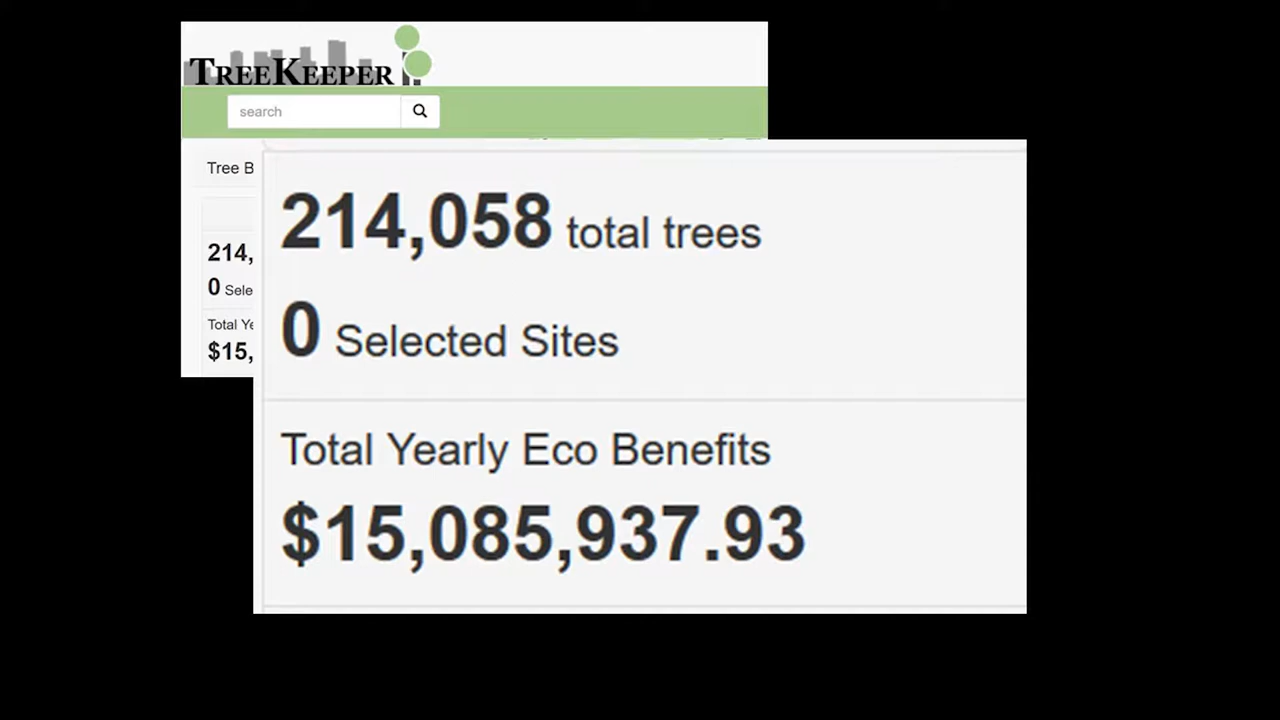 TREEKEEPER
search
Tree B
214,
0 Sele
Total Ye
$15,
214,058 total trees
0 Selected Sites
Total Yearly Eco Benefits
$15,085,937.93